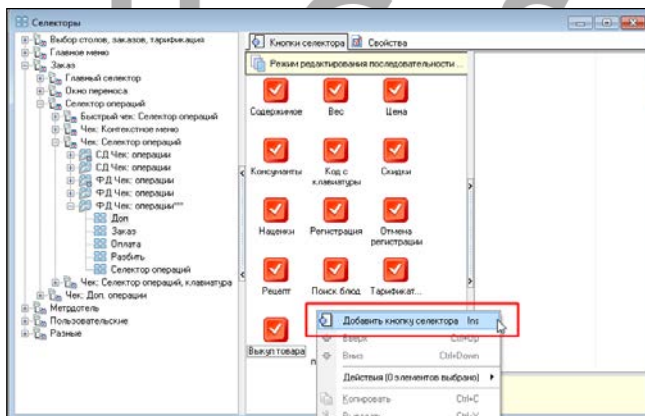 Селекторы
Выбор столов, заказов, тарификация
Главное меню
Заказ
Главный селектор
Окно переноса
Селектор операций
Быстрый чек: Селектор операций
Чек: Контекстное меню
Чек: Селектор операций
СД Чек: операции
СД Чек: операции
ФД Чек: операции
ФД Чек: операции
ФД Чек: операции***
Доп
Заказ
Оплата
Разбить
Селектор операций
Чек: Селектор операций, клавиатура
Чек: Доп. операции
Метрдотель
Пользовательские
Разные
Кнопки селектора Свойства
Режим редактирования последовательности ...
Содержимое Вес Цена
Консуманты Код с клавиатуры Скидки
Наценки Регистрация Отмена регистрации
Рецепт Поиск блюд Тарификат...
Выкуп товара
Добавить кнопку селектора Ins
Вверх Ctrl+Up
Вниз Ctrl+Down
Действия (0 элементов выбрано)
Копировать Ctrl+C